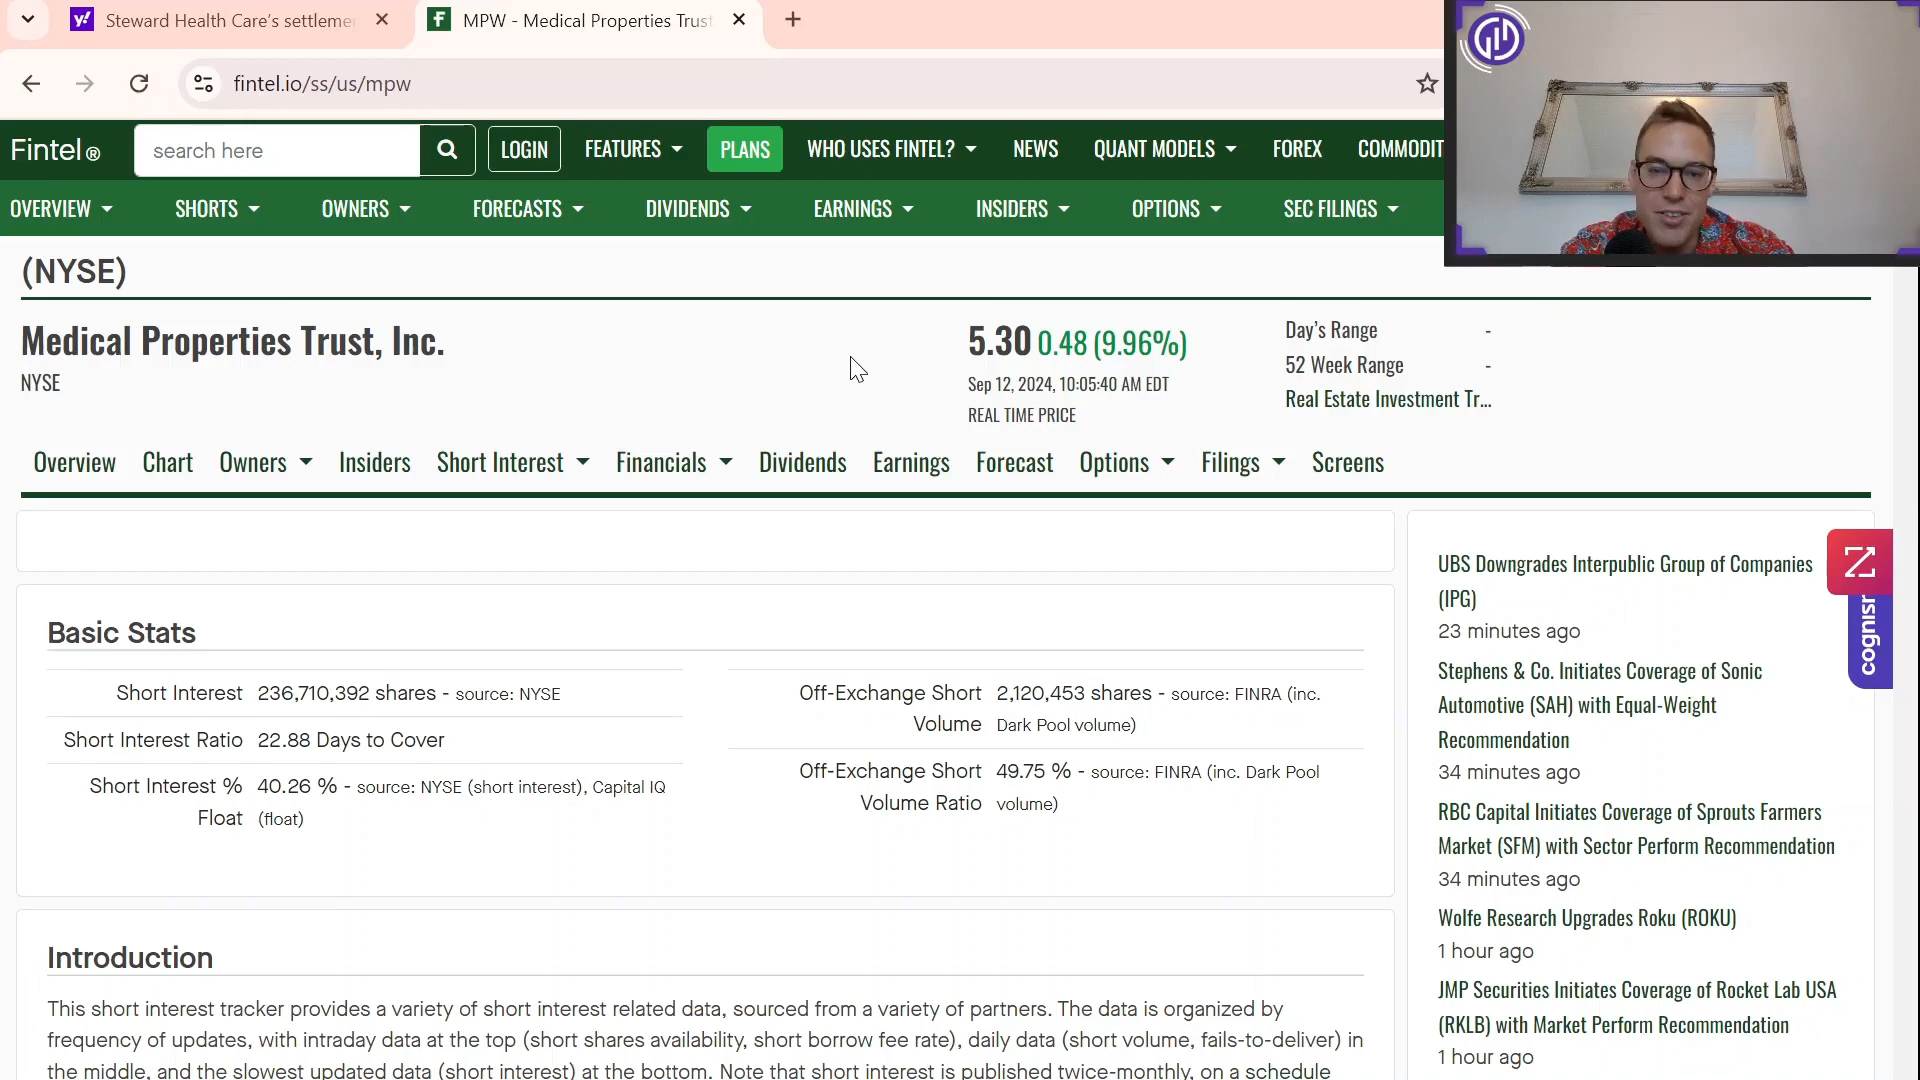 Steward Health Care's settleme
MPW - Medical Properties Trust
fintel.io/ss/us/mpw
Fintel ®
search here
LOGIN
FEATURES
PLANS
WHO USES FINTEL?
NEWS
QUANT MODELS
FOREX
COMMODIT
OVERVIEW
SHORTS
OWNERS
FORECASTS
DIVIDENDS
EARNINGS
INSIDERS
OPTIONS
SEC FILINGS
(NYSE)
Medical Properties Trust, Inc.
NYSE
5.30 0.48 (9.96%)
Sep 12, 2024, 10:05:40 AM EDT
REAL TIME PRICE
Day's Range -
52 Week Range -
Real Estate Investment Tr...
Overview
Chart
Owners
Insiders
Short Interest
Financials
Dividends
Earnings
Forecast
Options
Filings
Screens
Basic Stats
Short Interest 236,710,392 shares - source: NYSE
Short Interest Ratio 22.88 Days to Cover
Short Interest % 40.26 % - source: NYSE (short interest), Capital IQ
Float (float)
Off-Exchange Short 2,120,453 shares - source: FINRA (inc.
Volume Dark Pool volume)
Off-Exchange Short 49.75 % - source: FINRA (inc. Dark Pool
Volume Ratio volume)
Introduction
This short interest tracker provides a variety of short interest related data, sourced from a variety of partners. The data is organized by
frequency of updates, with intraday data at the top (short shares availability, short borrow fee rate), daily data (short volume, fails-to-deliver) in
the middle, and the slowest updated data (short interest) at the bottom. Note that short interest is published twice-monthly, on a schedule
UBS Downgrades Interpublic Group of Companies
(IPG)
23 minutes ago
Stephens & Co. Initiates Coverage of Sonic
Automotive (SAH) with Equal-Weight
Recommendation
34 minutes ago
RBC Capital Initiates Coverage of Sprouts Farmers
Market (SFM) with Sector Perform Recommendation
34 minutes ago
Wolfe Research Upgrades Roku (ROKU)
1 hour ago
JMP Securities Initiates Coverage of Rocket Lab USA
(RKLB) with Market Perform Recommendation
1 hour ago